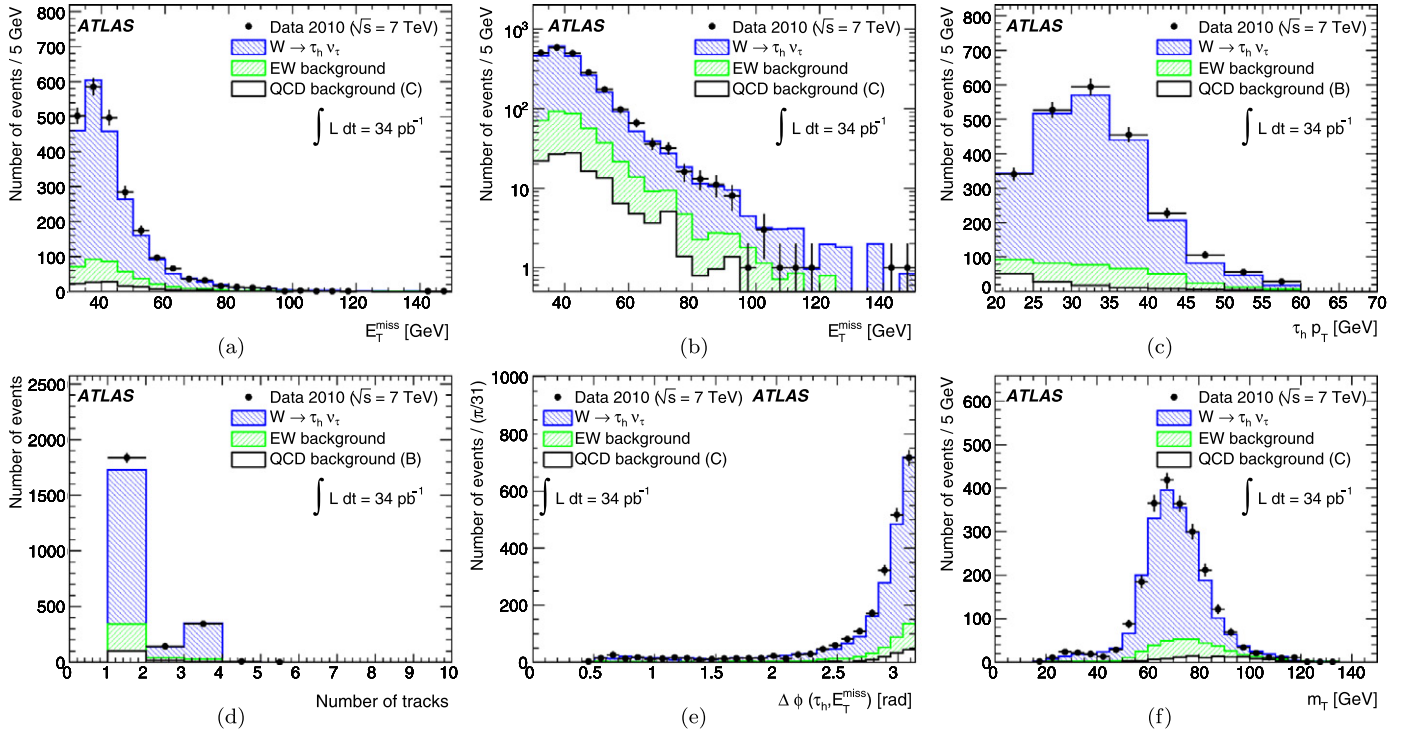 ATLAS
Data 2010 (√s = 7 TeV)
W → τh ντ
EW background
QCD background (C)
∫ L dt = 34 pb⁻¹
Number of events / 5 GeV
800
700
600
500
400
300
200
100
0
40 60 80 100 120 140
E_T^miss [GeV]
(a)
ATLAS
Data 2010 (√s = 7 TeV)
W → τh ντ
EW background
QCD background (C)
∫ L dt = 34 pb⁻¹
Number of events / 5 GeV
10³
10²
10
1
40 60 80 100 120 140
E_T^miss [GeV]
(b)
ATLAS
Data 2010 (√s = 7 TeV)
W → τh ντ
EW background
QCD background (B)
∫ L dt = 34 pb⁻¹
Number of events / 5 GeV
800
700
600
500
400
300
200
100
0
20 25 30 35 40 45 50 55 60 65 70
τh pT [GeV]
(c)
ATLAS
Data 2010 (√s = 7 TeV)
W → τh ντ
EW background
QCD background (B)
∫ L dt = 34 pb⁻¹
Number of events
2500
2000
1500
1000
500
0
0 1 2 3 4 5 6 7 8 9 10
Number of tracks
(d)
Data 2010 (√s = 7 TeV) ATLAS
W → τh ντ
EW background
QCD background (C)
∫ L dt = 34 pb⁻¹
Number of events / (π/31)
1000
800
600
400
200
0
0 0.5 1 1.5 2 2.5 3
Δ ϕ (τh, E_T^miss) [rad]
(e)
ATLAS
Data 2010 (√s = 7 TeV)
W → τh ντ
EW background
QCD background (C)
∫ L dt = 34 pb⁻¹
Number of events / 5 GeV
600
500
400
300
200
100
0
0 20 40 60 80 100 120 140
mT [GeV]
(f)